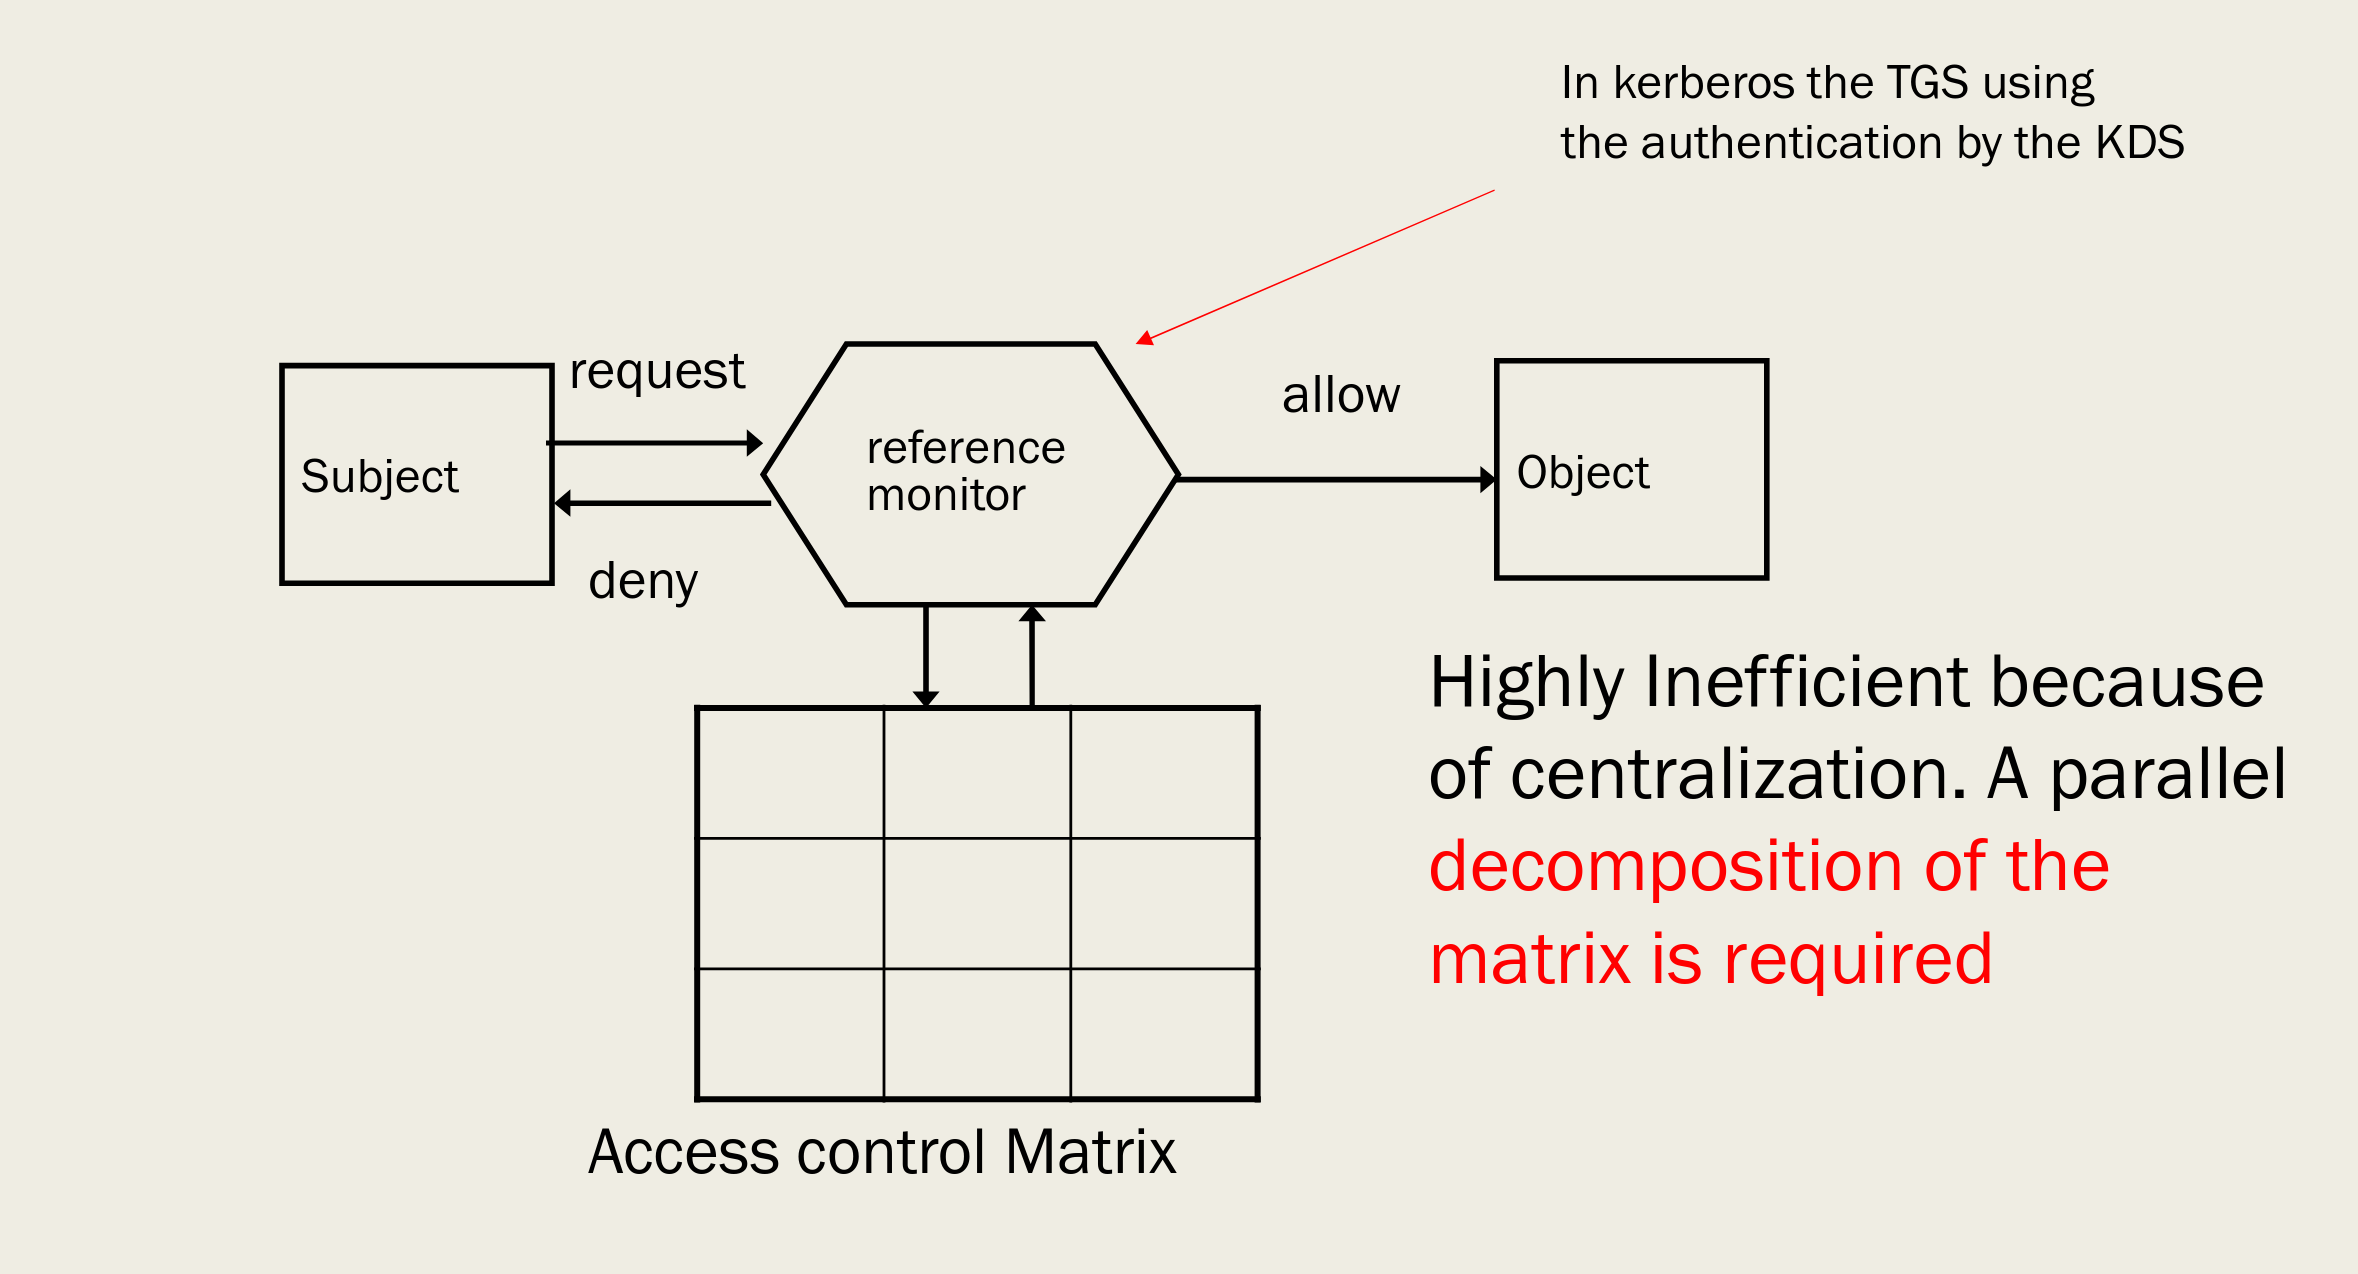 In kerberos the TGS using
the authentication by the KDS
request
allow
Subject
reference
monitor
Object
deny
Highly Inefficient because
of centralization. A parallel
decomposition of the
matrix is required
Access control Matrix